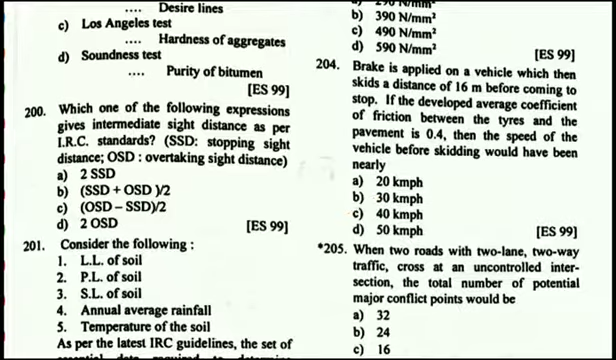 .... Desire lines
c) Los Angeles test
.... Hardness of aggregates
d) Soundness test
.... Purity of bitumen
[ES 99]
200. Which one of the following expressions
gives intermediate sight distance as per
I.R.C. standards? (SSD: stopping sight
distance; OSD : overtaking sight distance)
a) 2 SSD
b) (SSD + OSD )/2
c) (OSD – SSD)/2
d) 2 OSD [ES 99]
201. Consider the following :
1. L.L. of soil
2. P.L. of soil
3. S.L. of soil
4. Annual average rainfall
5. Temperature of the soil
As per the latest IRC guidelines, the set of
a) 290 N/mm²
b) 390 N/mm²
c) 490 N/mm²
d) 590 N/mm²
[ES 99]
204. Brake is applied on a vehicle which then
skids a distance of 16 m before coming to
stop. If the developed average coefficient
of friction between the tyres and the
pavement is 0.4, then the speed of the
vehicle before skidding would have been
nearly
a) 20 kmph
b) 30 kmph
c) 40 kmph
d) 50 kmph [ES 99]
*205. When two roads with two-lane, two-way
traffic, cross at an uncontrolled inter-
section, the total number of potential
major conflict points would be
a) 32
b) 24
c) 16